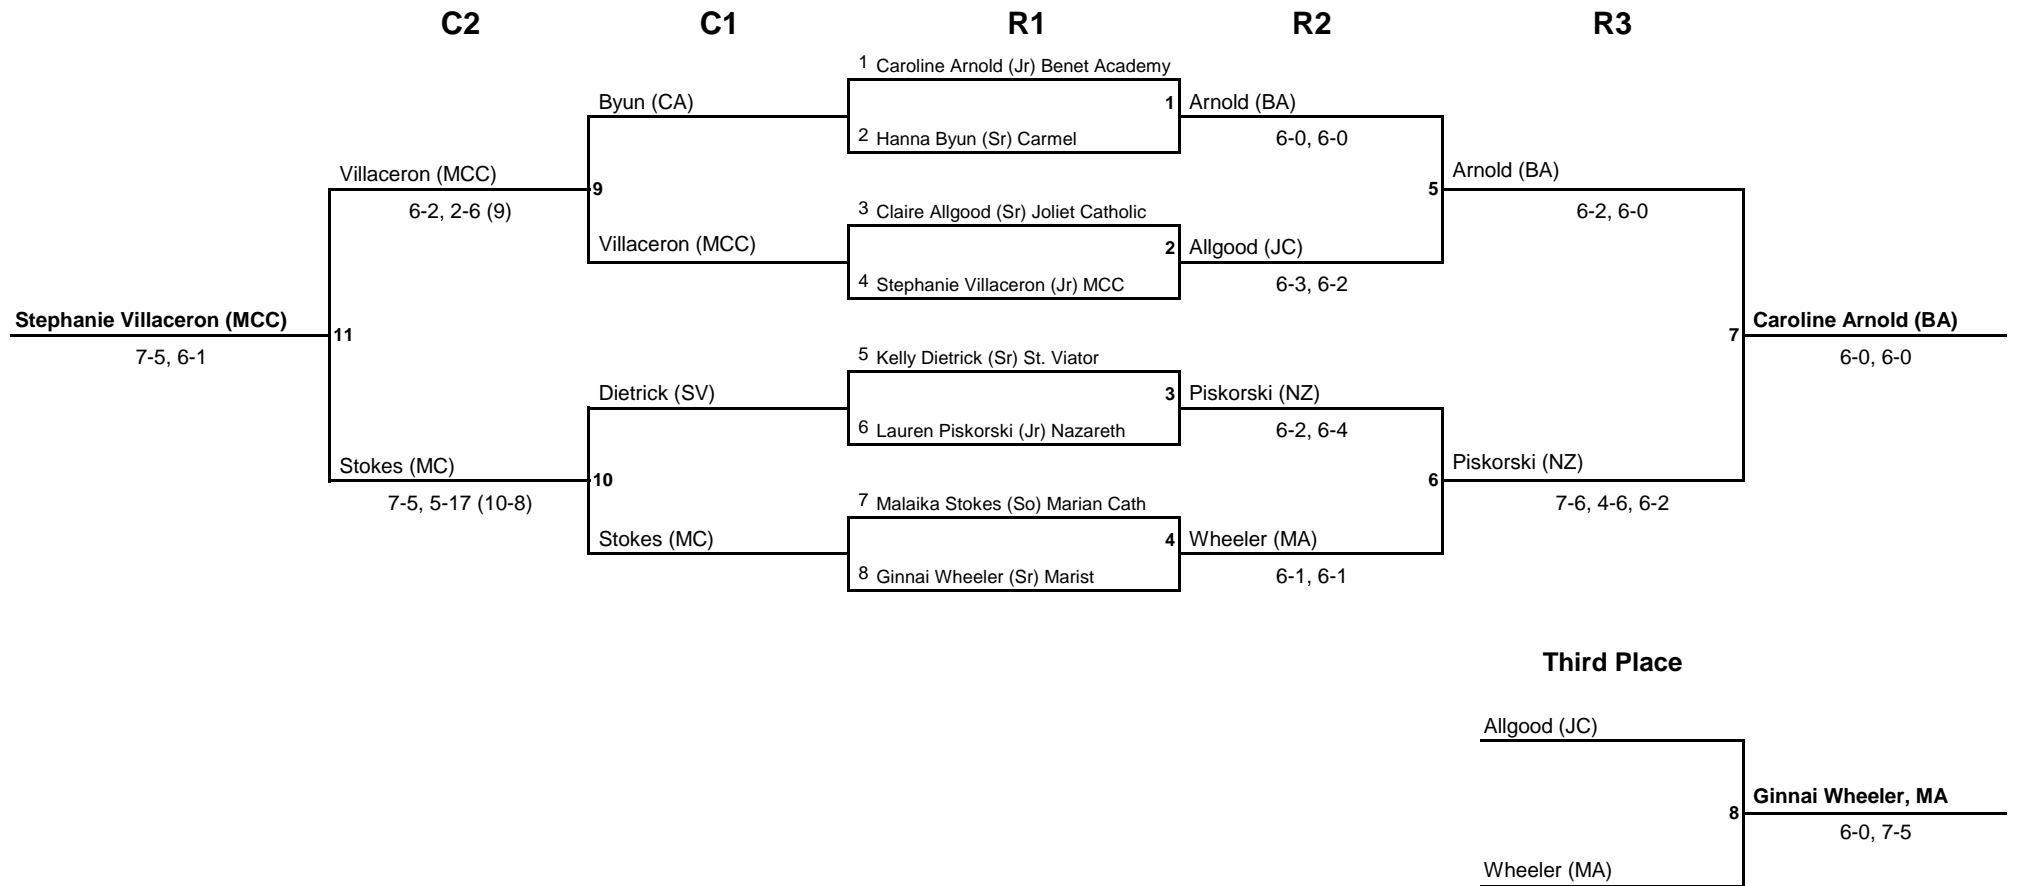 C2 C1 R1 R2 R3
1 Caroline Arnold (Jr) Benet Academy
Byun (CA) 1 Arnold (BA)
2 Hanna Byun (Sr) Carmel 6-0, 6-0
Villaceron (MCC) 9 5 Arnold (BA)
6-2, 2-6 (9) 3 Claire Allgood (Sr) Joliet Catholic 6-2, 6-0
Villaceron (MCC) 2 Allgood (JC)
4 Stephanie Villaceron (Jr) MCC 6-3, 6-2
Stephanie Villaceron (MCC) 11 7 Caroline Arnold (BA)
7-5, 6-1 5 Kelly Dietrick (Sr) St. Viator 6-0, 6-0
Dietrick (SV) 3 Piskorski (NZ)
6 Lauren Piskorski (Jr) Nazareth 6-2, 6-4
Stokes (MC) 10 6 Piskorski (NZ)
7-5, 5-17 (10-8) 7 Malaika Stokes (So) Marian Cath 7-6, 4-6, 6-2
Stokes (MC) 4 Wheeler (MA)
8 Ginnai Wheeler (Sr) Marist 6-1, 6-1
Third Place
Allgood (JC)
8 Ginnai Wheeler, MA
6-0, 7-5
Wheeler (MA)